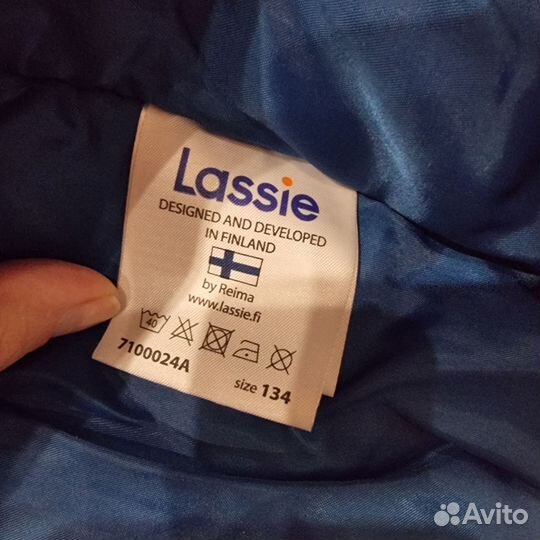 Lassie
DESIGNED AND DEVELOPED
IN FINLAND
by Reima
www.lassie.fi
40
7100024A
size 134
Avito